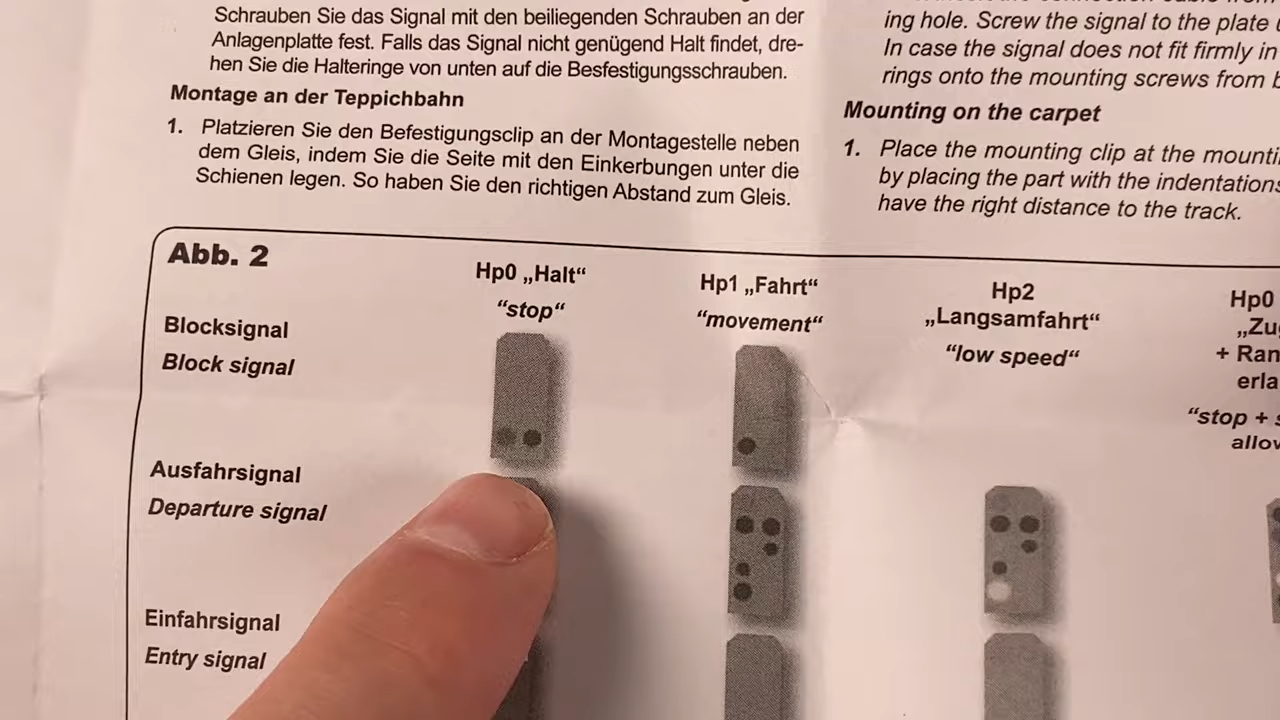 Schrauben Sie das Signal mit den beiliegenden Schrauben an der
Anlagenplatte fest. Falls das Signal nicht genügend Halt findet, dre-
hen Sie die Halteringe von unten auf die Besfestigungsschrauben.
Montage an der Teppichbahn
1. Platzieren Sie den Befestigungsclip an der Montagestelle neben
dem Gleis, indem Sie die Seite mit den Einkerbungen unter die
Schienen legen. So haben Sie den richtigen Abstand zum Gleis.
ing hole. Screw the signal to the plate
In case the signal does not fit firmly in
rings onto the mounting screws from
Mounting on the carpet
1. Place the mounting clip at the
by placing the part with the indentations
have the right distance to the track.
Abb. 2
Hp0 „Halt“
“stop“
Hp1 „Fahrt“
“movement“
Hp2
„Langsamfahrt“
“low speed“
Hp0
+
“stop +
Blocksignal
Block signal
Ausfahrsignal
Departure signal
Einfahrsignal
Entry signal